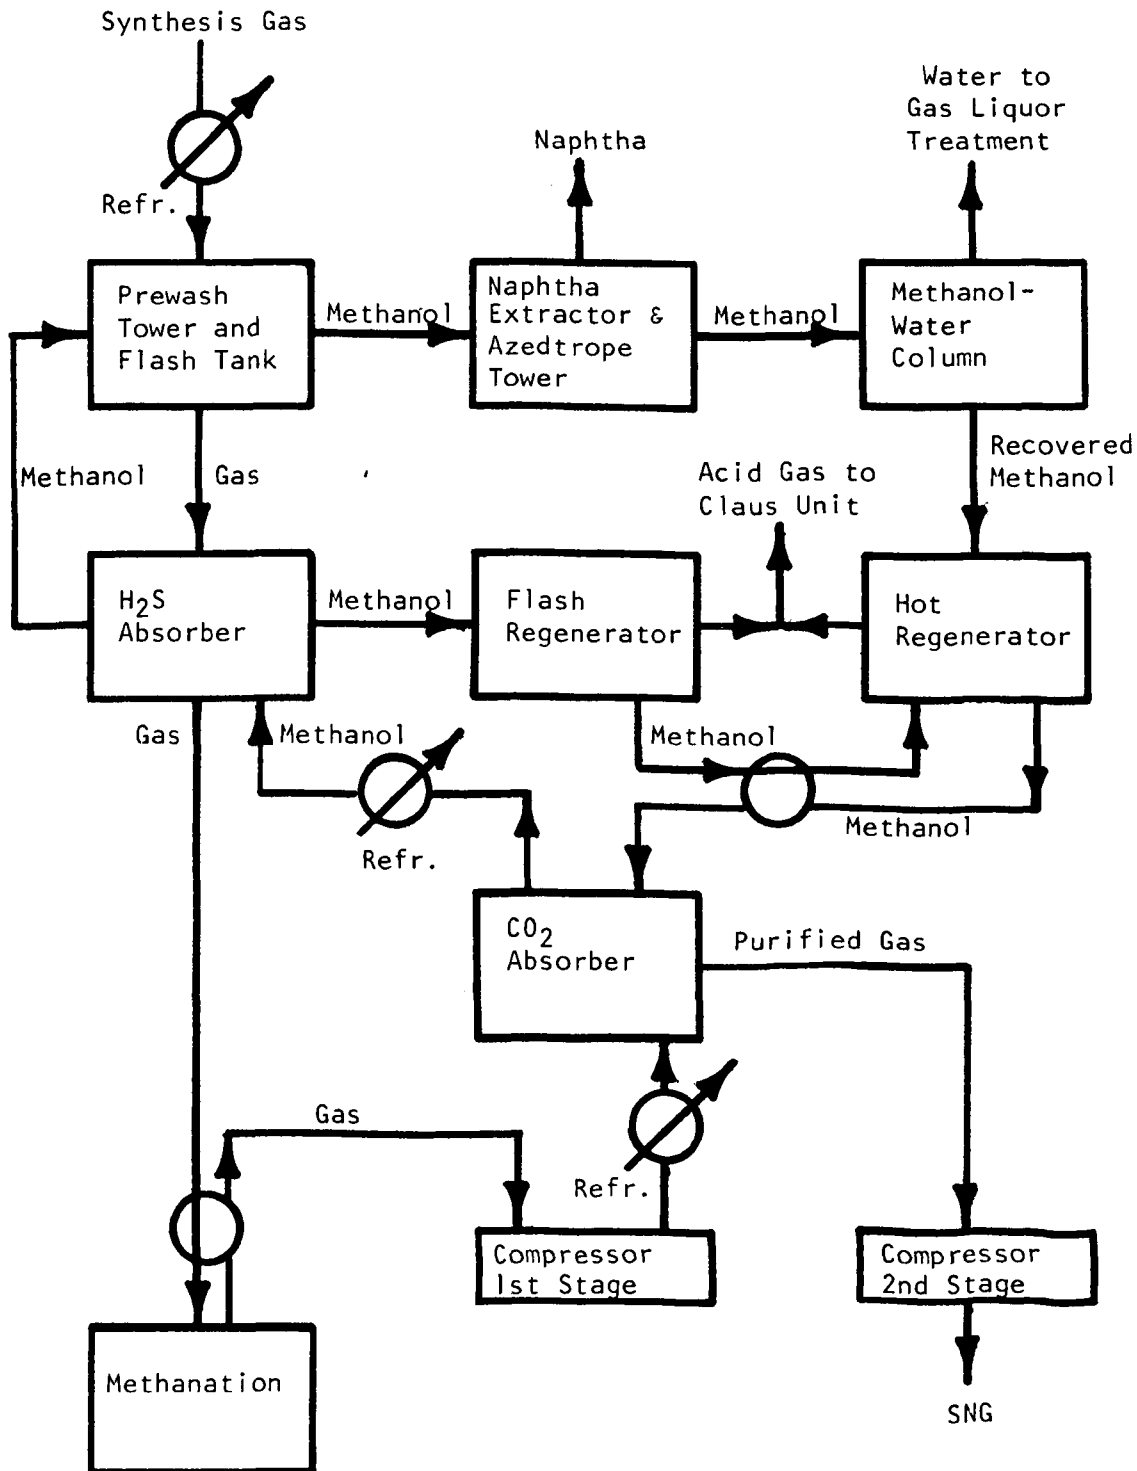 Synthesis Gas
Refr.
Water to
Gas Liquor
Treatment
Naphtha
Prewash
Tower and
Flash Tank
Methanol
Naphtha
Extractor &
Azedtrope
Tower
Methanol
Methanol-
Water
Column
Methanol
Gas
Acid Gas to
Claus Unit
Recovered
Methanol
H2S
Absorber
Methanol
Flash
Regenerator
Hot
Regenerator
Gas
Methanol
Refr.
Methanol
Methanol
CO2
Absorber
Purified Gas
Gas
Refr.
Compressor
1st Stage
Compressor
2nd Stage
Methanation
SNG